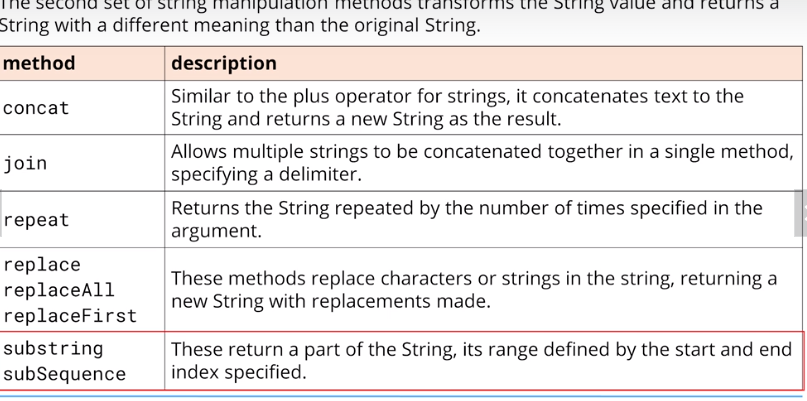 The second set of string manipulation methods transforms the String value and returns a
String with a different meaning than the original String.
method description
concat Similar to the plus operator for strings, it concatenates text to the
String and returns a new String as the result.
join Allows multiple strings to be concatenated together in a single method,
specifying a delimiter.
repeat Returns the String repeated by the number of times specified in the
argument.
replace
replaceAll
replaceFirst
These methods replace characters or strings in the string, returning a
new String with replacements made.
substring
subSequence
These return a part of the String, its range defined by the start and end
index specified.